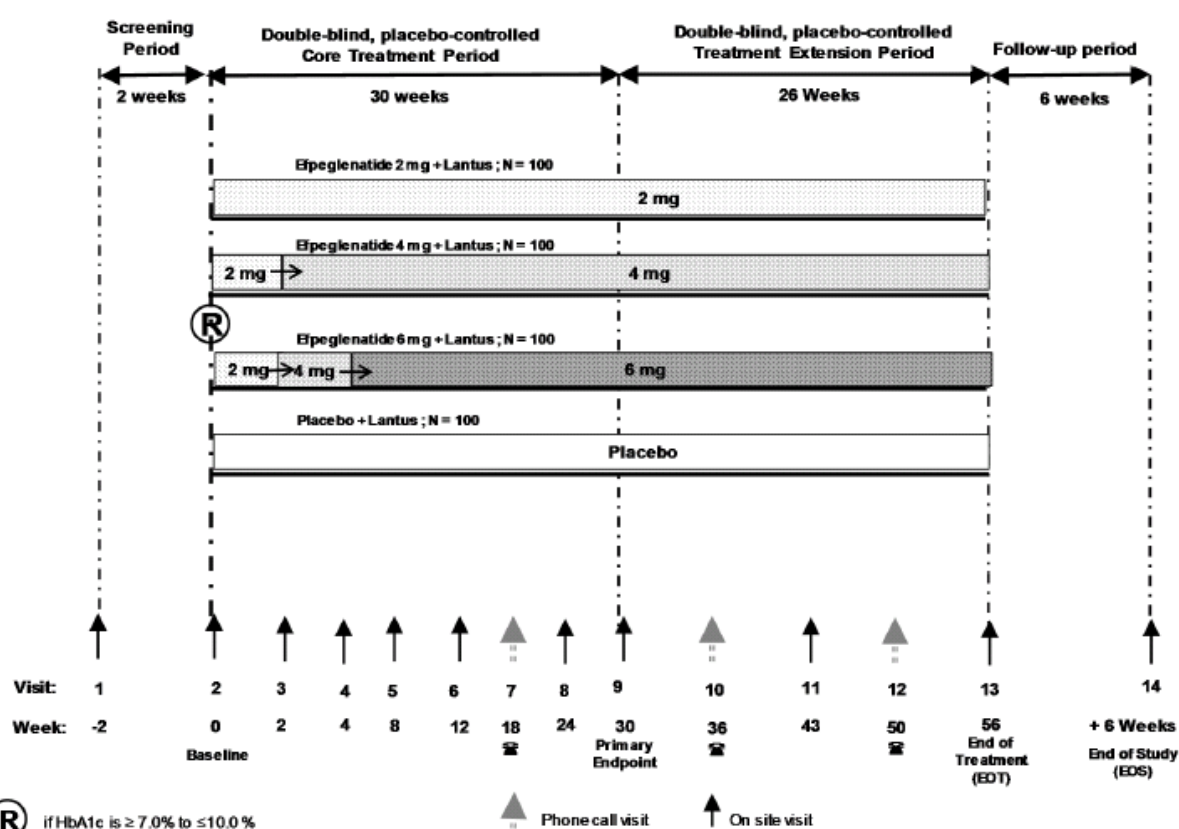 Screening
Period
2 weeks
Double-blind, placebo-controlled
Core Treatment Period
30 weeks
Double-blind, placebo-controlled
Treatment Extension Period
26 Weeks
Follow-up period
6 weeks
Efpeglenatide 2 mg + Lantus ; N = 100
2 mg
Efpeglenatide 4 mg + Lantus ; N = 100
2 mg 4 mg
R
Efpeglenatide 6 mg + Lantus ; N = 100
2 mg 4 mg 6 mg
Placebo + Lantus ; N = 100
Placebo
Visit: 1 2 3 4 5 6 7 8 9 10 11 12 13 14
Week: -2 0 2 4 8 12 18 24 30 36 43 50 56 + 6 Weeks
Baseline
Primary
Endpoint
End of
Treatment
(EOT)
End of Study
(EOS)
R if HbA1c is ≥ 7.0% to ≤10.0 %
Phone call visit
On site visit